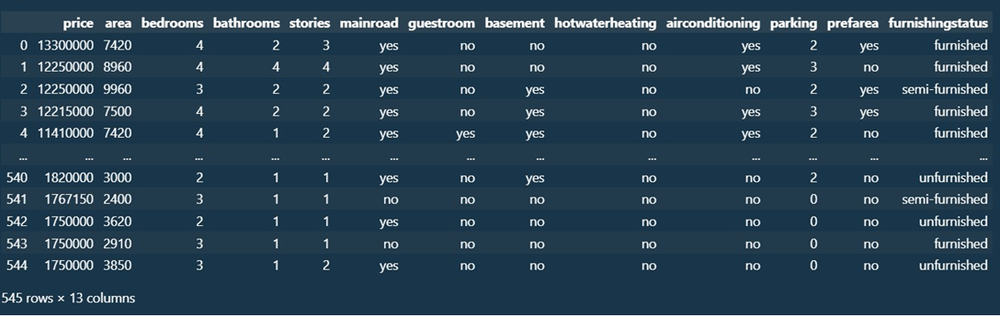 price area bedrooms bathrooms stories mainroad guestroom basement hotwaterheating airconditioning parking prefarea furnishingstatus
0 13300000 7420 4 2 3 yes no no no yes 2 yes furnished
1 12250000 8960 4 4 4 yes no no no yes 3 no furnished
2 12250000 9960 3 2 2 yes no yes no no 2 yes semi-furnished
3 12215000 7500 4 2 2 yes no yes no yes 3 yes furnished
4 11410000 7420 4 1 2 yes yes yes no yes 2 no furnished
... ... ... ... ... ... ... ... ... ... ... ... ... ...
540 1820000 3000 2 1 1 yes no yes no no 2 no unfurnished
541 1767150 2400 3 1 1 no no no no no 0 no semi-furnished
542 1750000 3620 2 1 1 yes no no no no 0 no unfurnished
543 1750000 2910 3 1 1 no no no no no 0 no furnished
544 1750000 3850 3 1 2 yes no no no no 0 no unfurnished
545 rows × 13 columns